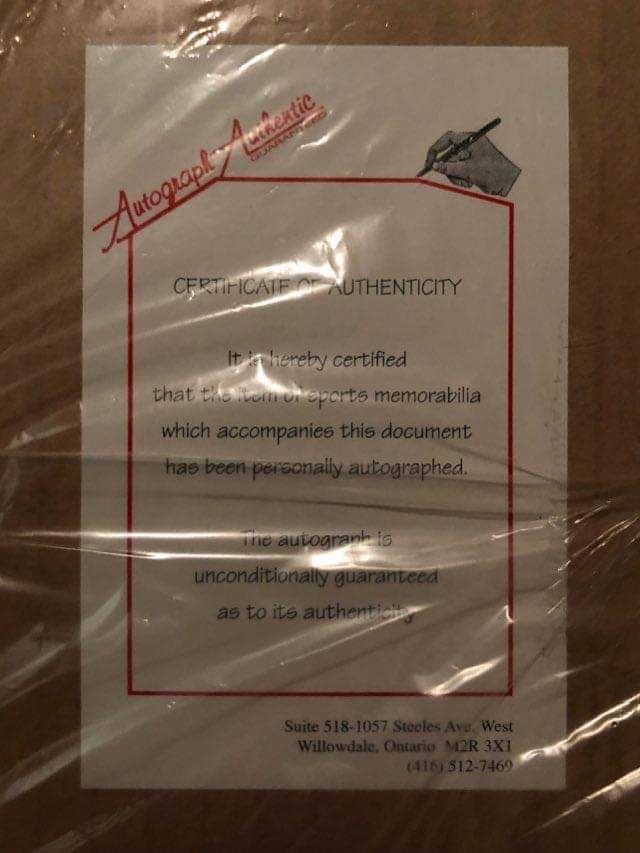 Autograph Authentic
GUARANTEED
CERTIFICATE OF AUTHENTICITY
It is hereby certified
that the item of sports memorabilia
which accompanies this document
has been personally autographed.
The autograph is
unconditionally guaranteed
as to its authenticity
Suite 518-1057 Steeles Ave. West
Willowdale, Ontario M2R 3X1
(416) 512-7469